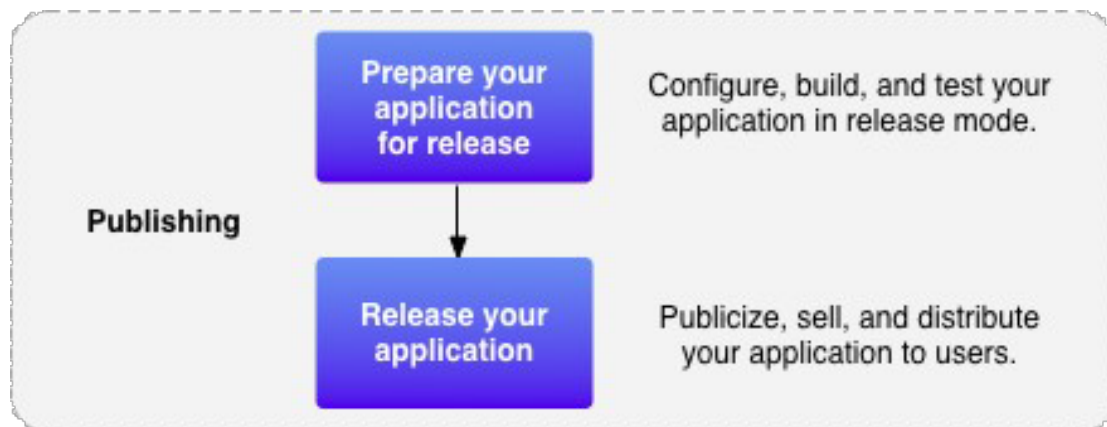 Prepare your
application
for release
Configure, build, and test your
application in release mode.
Publishing
Release your
application
Publicize, sell, and distribute
your application to users.